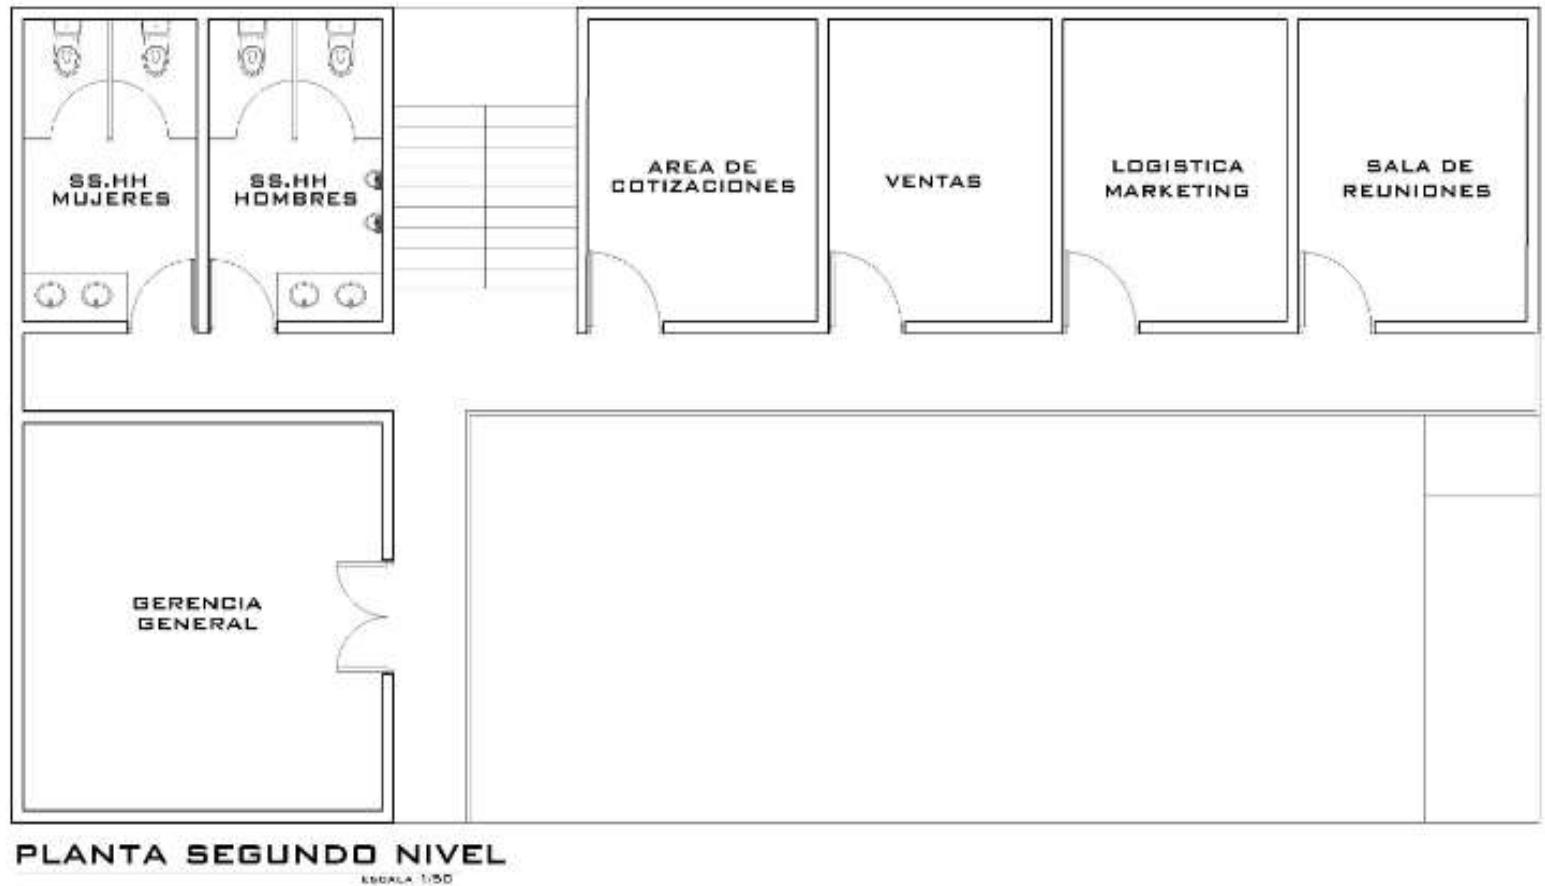 SS.HH
MUJERES
SS.HH
HOMBRES
AREA DE
COTIZACIONES
VENTAS
LOGISTICA
MARKETING
SALA DE
REUNIONES
GERENCIA
GENERAL
PLANTA SEGUNDO NIVEL
ESCALA 1:50